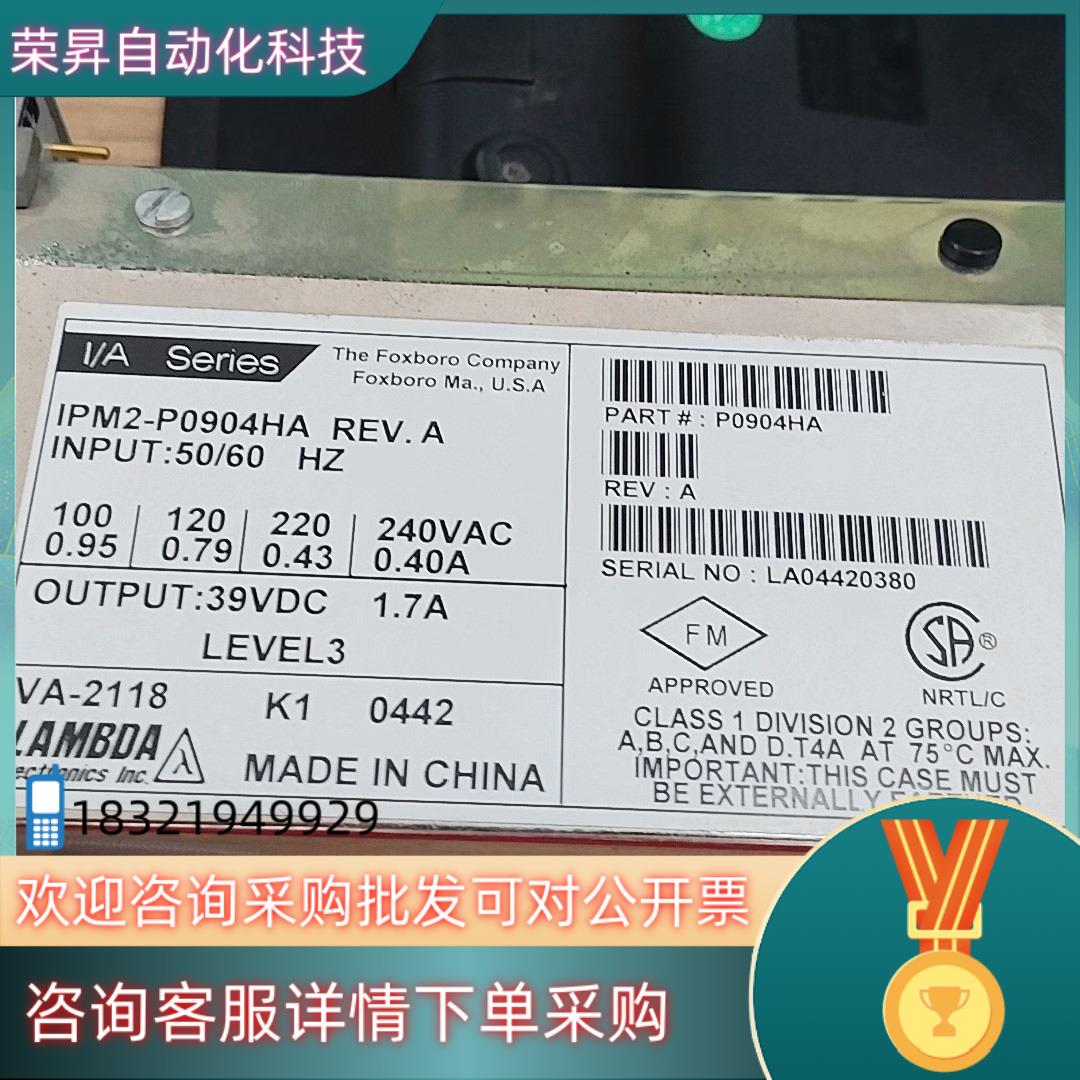 荣昇自动化科技
I/A Series
The Foxboro Company
Foxboro Ma., U.S.A
IPM2-P0904HA REV. A
INPUT:50/60 HZ
100 120 220 240VAC
0.95 0.79 0.43 0.40A
OUTPUT:39VDC 1.7A
LEVEL3
VA-2118 K1 0442
LAMBDA
Inc.
MADE IN CHINA
PART # : P0904HA
REV : A
SERIAL NO : LA04420380
FM
APPROVED
SA®
NRTL/C
CLASS 1 DIVISION 2 GROUPS:
A,B,C,AND D.T4A AT 75°C MAX.
IMPORTANT:THIS CASE MUST
BE EXTERNALLY
18321949929
欢迎咨询采购批发可对公开票
咨询客服详情下单采购